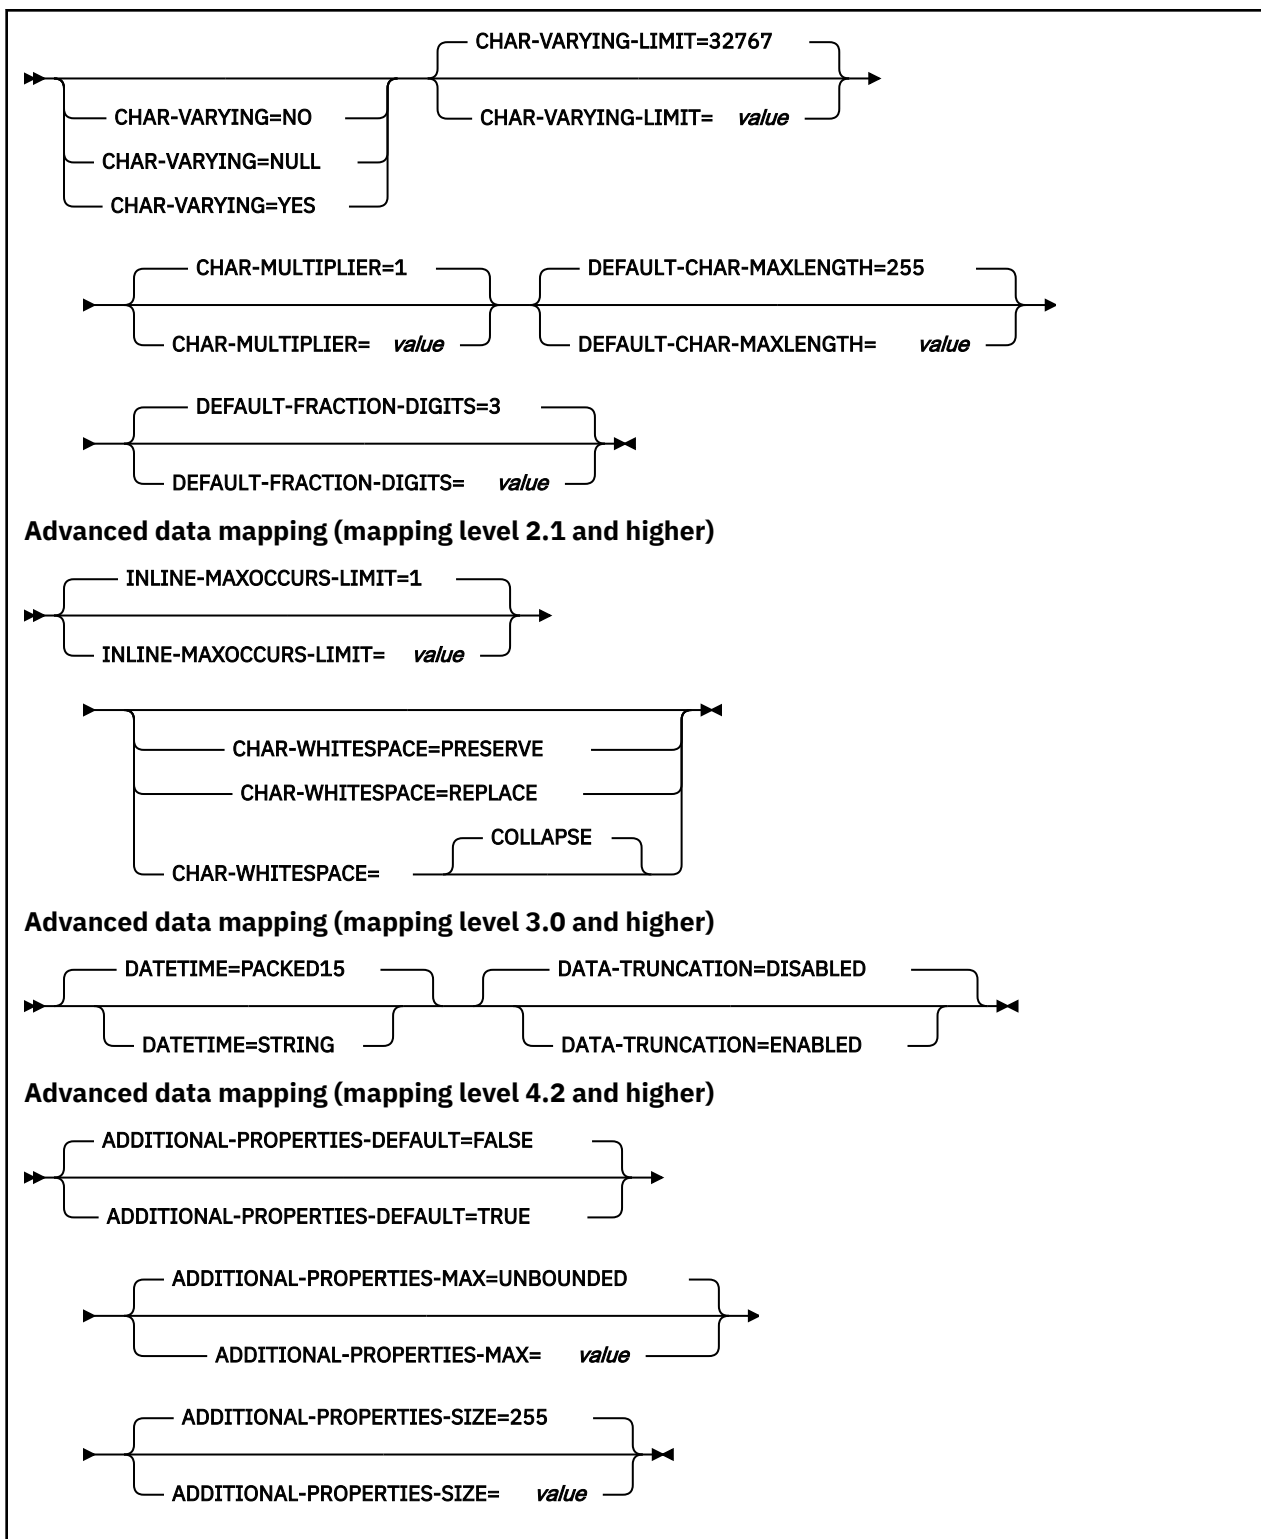 CHAR-VARYING-LIMIT=32767
CHAR-VARYING=NO
CHAR-VARYING-LIMIT= value
CHAR-VARYING=NULL
CHAR-VARYING=YES
CHAR-MULTIPLIER=1
DEFAULT-CHAR-MAXLENGTH=255
CHAR-MULTIPLIER= value
DEFAULT-CHAR-MAXLENGTH= value
DEFAULT-FRACTION-DIGITS=3
DEFAULT-FRACTION-DIGITS= value
Advanced data mapping (mapping level 2.1 and higher)
INLINE-MAXOCCURS-LIMIT=1
INLINE-MAXOCCURS-LIMIT= value
CHAR-WHITESPACE=PRESERVE
CHAR-WHITESPACE=REPLACE
COLLAPSE
CHAR-WHITESPACE=
Advanced data mapping (mapping level 3.0 and higher)
DATETIME=PACKED15
DATA-TRUNCATION=DISABLED
DATETIME=STRING
DATA-TRUNCATION=ENABLED
Advanced data mapping (mapping level 4.2 and higher)
ADDITIONAL-PROPERTIES-DEFAULT=FALSE
ADDITIONAL-PROPERTIES-DEFAULT=TRUE
ADDITIONAL-PROPERTIES-MAX=UNBOUNDED
ADDITIONAL-PROPERTIES-MAX= value
ADDITIONAL-PROPERTIES-SIZE=255
ADDITIONAL-PROPERTIES-SIZE= value